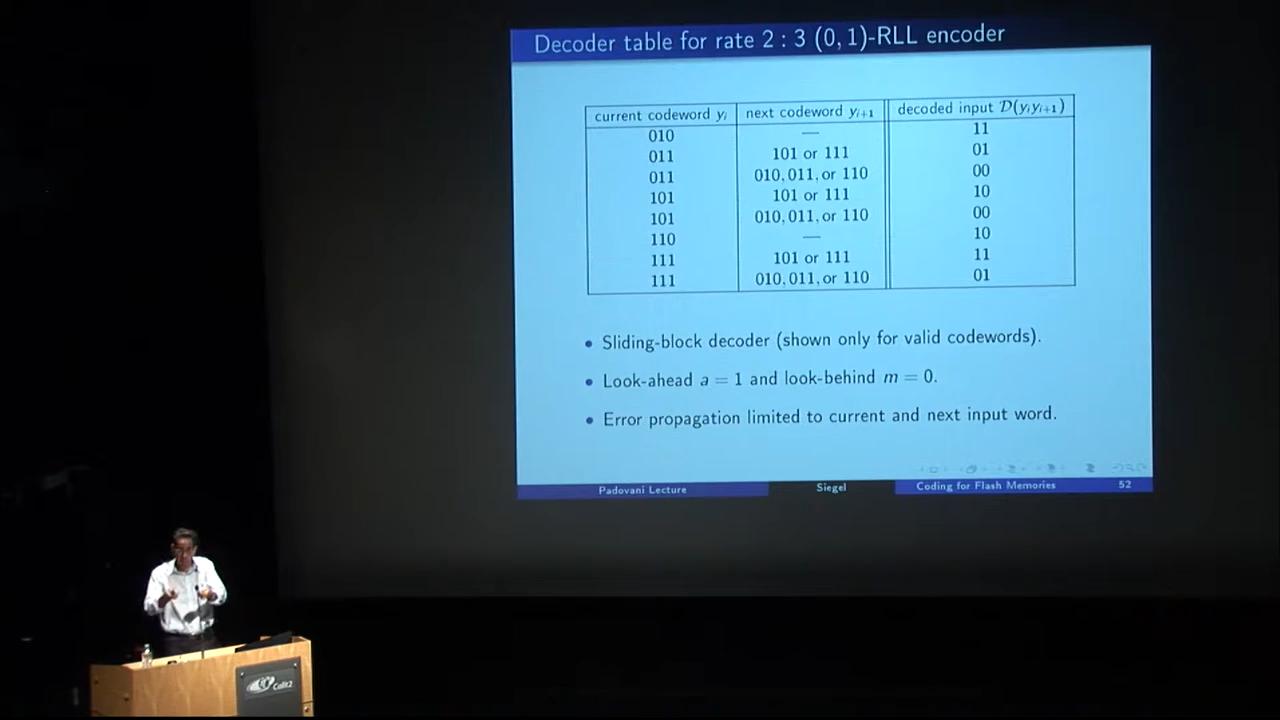 Decoder table for rate 2 : 3 (0, 1)-RLL encoder
current codeword yᵢ next codeword yᵢ₊₁ decoded input 𝒟(yᵢyᵢ₊₁)
010 — 11
011 101 or 111 01
011 010, 011, or 110 00
101 101 or 111 10
101 010, 011, or 110 00
110 — 10
111 101 or 111 11
111 010, 011, or 110 01
• Sliding-block decoder (shown only for valid codewords).
• Look-ahead a = 1 and look-behind m = 0.
• Error propagation limited to current and next input word.
Padovani Lecture Siegel Coding for Flash Memories 52
Calit2